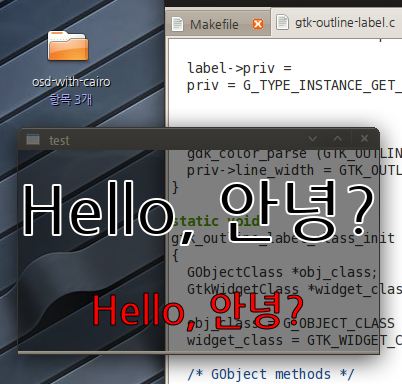 Makefile
gtk-outline-label.c
osd-with-cairo
항목 3개
label->priv =
priv = G_TYPE_INSTANCE_GET_
test
gdk_color_parse (GTK_OUTLIN
priv->line_width = GTK_OUTL
}
Hello, 안녕?
static void
gtk_outline_label_class_init
{
GObjectClass *obj_class;
GtkWidgetClass *widget_class
Hello, 안녕?
obj_class = G_OBJECT_CLASS
widget_class = GTK_WIDGET_C
/* GObject methods */